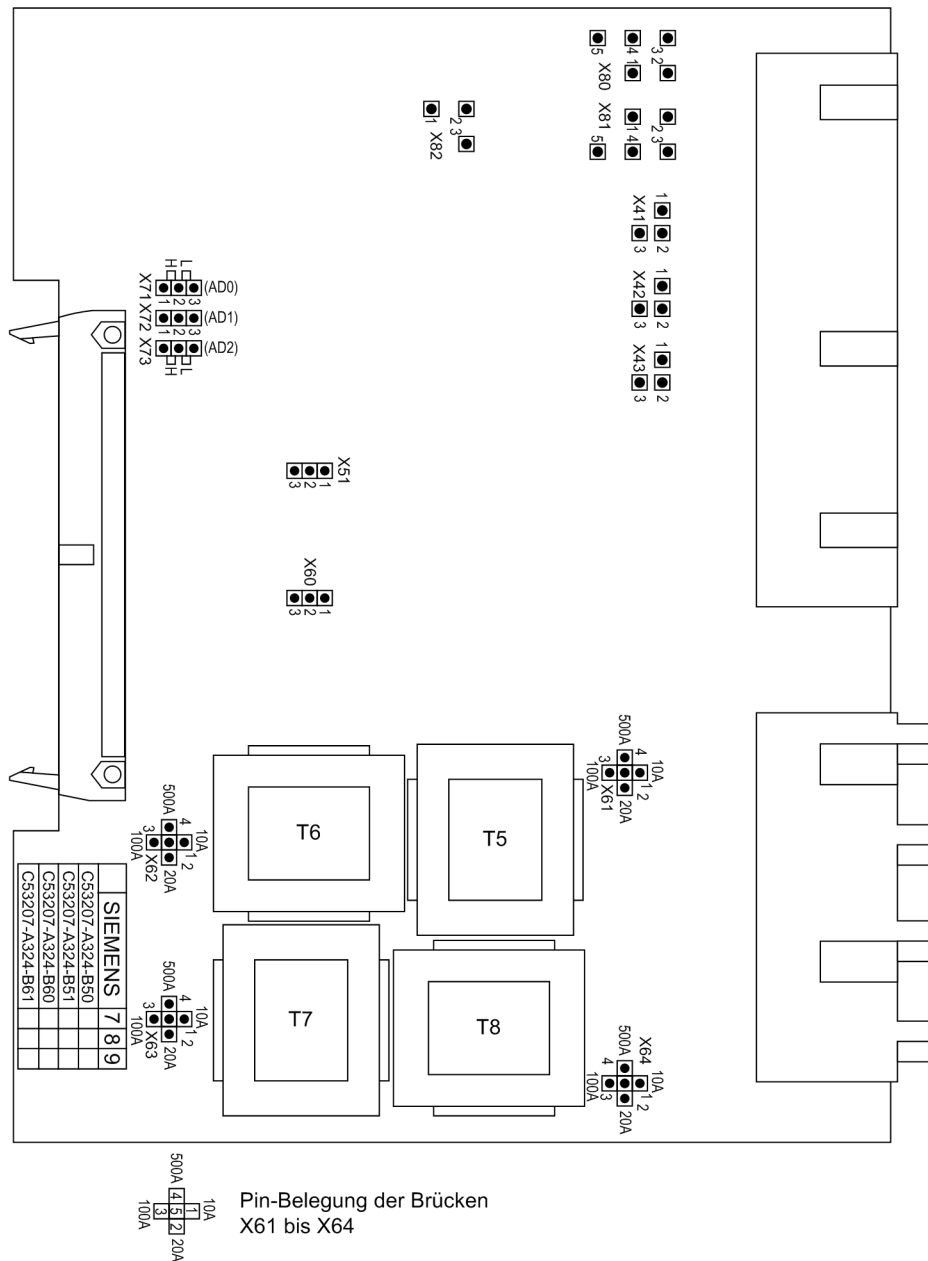 5
4
3
1
2
X80
1
X82
2
3
X81
1
2
5
4
3
X41
1
3
2
X42
1
3
2
X43
1
3
2
H
L
X71
1
2
3
(AD0)
X72
1
2
3
(AD1)
X73
(AD2)
H
L
X51
3
2
1
X60
3
2
1
500A
4
10A
3
1
2
100A
X61
20A
T6
T5
500A
4
10A
3
1
2
100A
X62
20A
SIEMENS 7 8 9
C53207-A324-B50
C53207-A324-B51
C53207-A324-B60
C53207-A324-B61
500A
4
10A
3
1
2
100A
X63
20A
T7
T8
X64
500A
4
10A
1
2
100A
3
20A
500A
4
10A
3
5
1
100A
2
20A
Pin-Belegung der Brücken
X61 bis X64